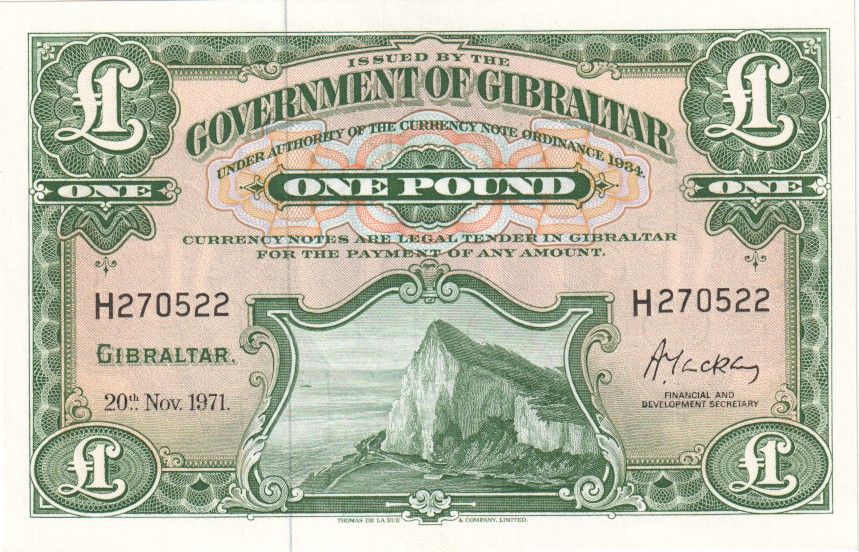 £1
£1
ISSUED BY THE
GOVERNMENT OF GIBRALTAR
UNDER AUTHORITY OF THE CURRENCY NOTE ORDINANCE 1934.
ONE
ONE POUND
ONE
CURRENCY NOTES ARE LEGAL TENDER IN GIBRALTAR
FOR THE PAYMENT OF ANY AMOUNT.
H270522
H270522
GIBRALTAR.
20th. Nov. 1971.
A. Mackay
FINANCIAL AND
DEVELOPMENT SECRETARY
£1
£1
THOMAS DE LA RUE & COMPANY, LIMITED.